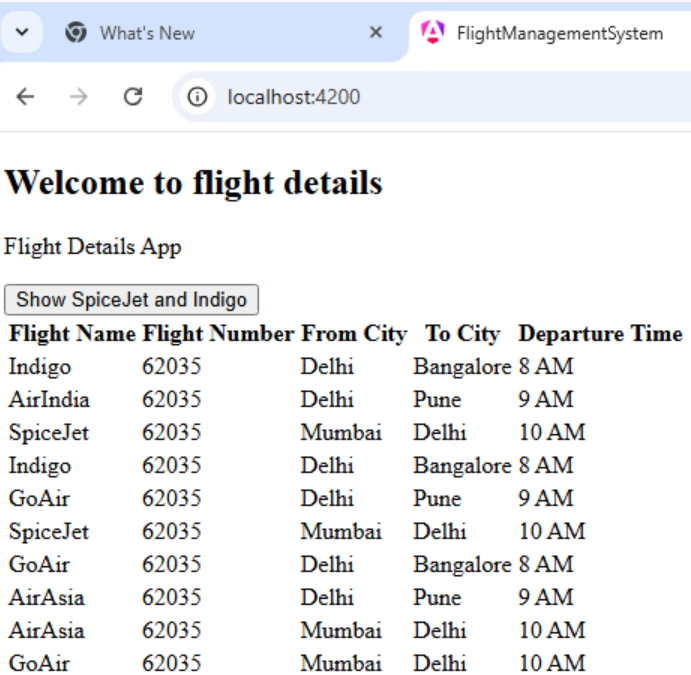 What's New
FlightManagementSystem
localhost:4200
Welcome to flight details
Flight Details App
Show SpiceJet and Indigo
Flight Name Flight Number From City To City Departure Time
Indigo 62035 Delhi Bangalore 8 AM
AirIndia 62035 Delhi Pune 9 AM
SpiceJet 62035 Mumbai Delhi 10 AM
Indigo 62035 Delhi Bangalore 8 AM
GoAir 62035 Delhi Pune 9 AM
SpiceJet 62035 Mumbai Delhi 10 AM
GoAir 62035 Delhi Bangalore 8 AM
AirAsia 62035 Delhi Pune 9 AM
AirAsia 62035 Mumbai Delhi 10 AM
GoAir 62035 Mumbai Delhi 10 AM